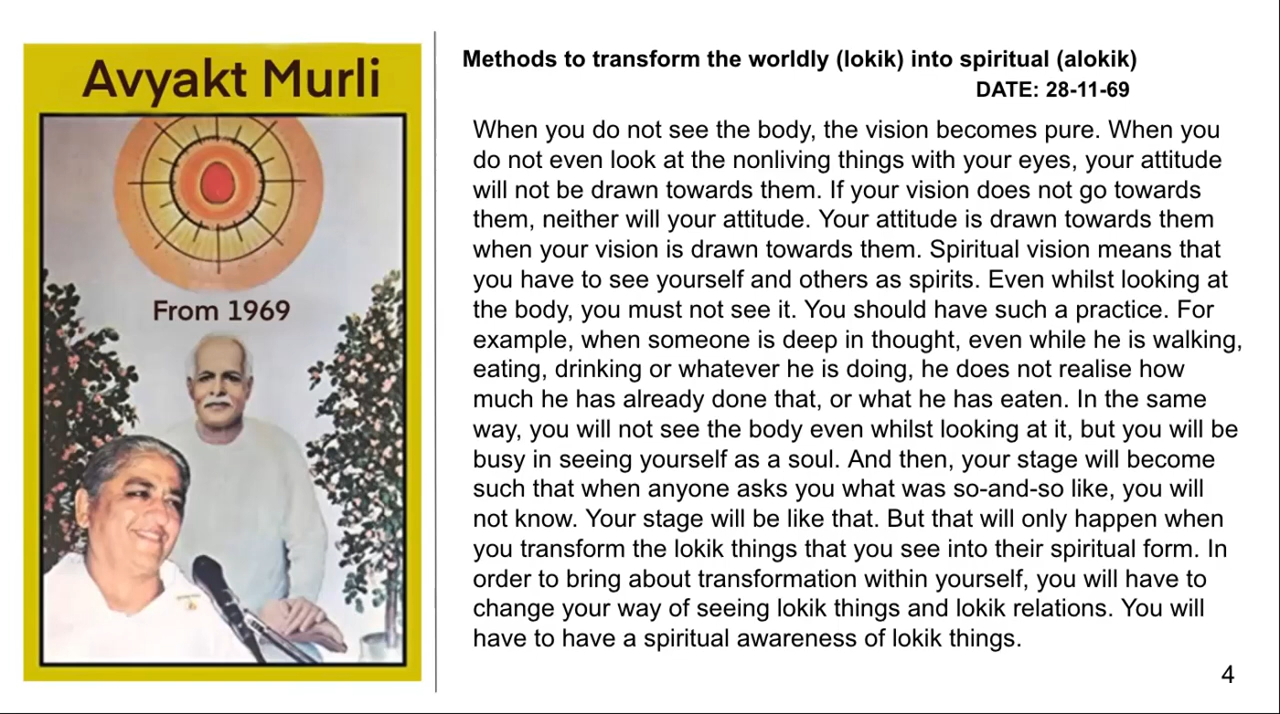 Avyakt Murli
From 1969
Methods to transform the worldly (lokik) into spiritual (alokik)
DATE: 28-11-69
When you do not see the body, the vision becomes pure. When you
do not even look at the nonliving things with your eyes, your attitude
will not be drawn towards them. If your vision does not go towards
them, neither will your attitude. Your attitude is drawn towards them
when your vision is drawn towards them. Spiritual vision means that
you have to see yourself and others as spirits. Even whilst looking at
the body, you must not see it. You should have such a practice. For
example, when someone is deep in thought, even while he is walking,
eating, drinking or whatever he is doing, he does not realise how
much he has already done that, or what he has eaten. In the same
way, you will not see the body even whilst looking at it, but you will be
busy in seeing yourself as a soul. And then, your stage will become
such that when anyone asks you what was so-and-so like, you will
not know. Your stage will be like that. But that will only happen when
you transform the lokik things that you see into their spiritual form. In
order to bring about transformation within yourself, you will have to
change your way of seeing lokik things and lokik relations. You will
have to have a spiritual awareness of lokik things.
4